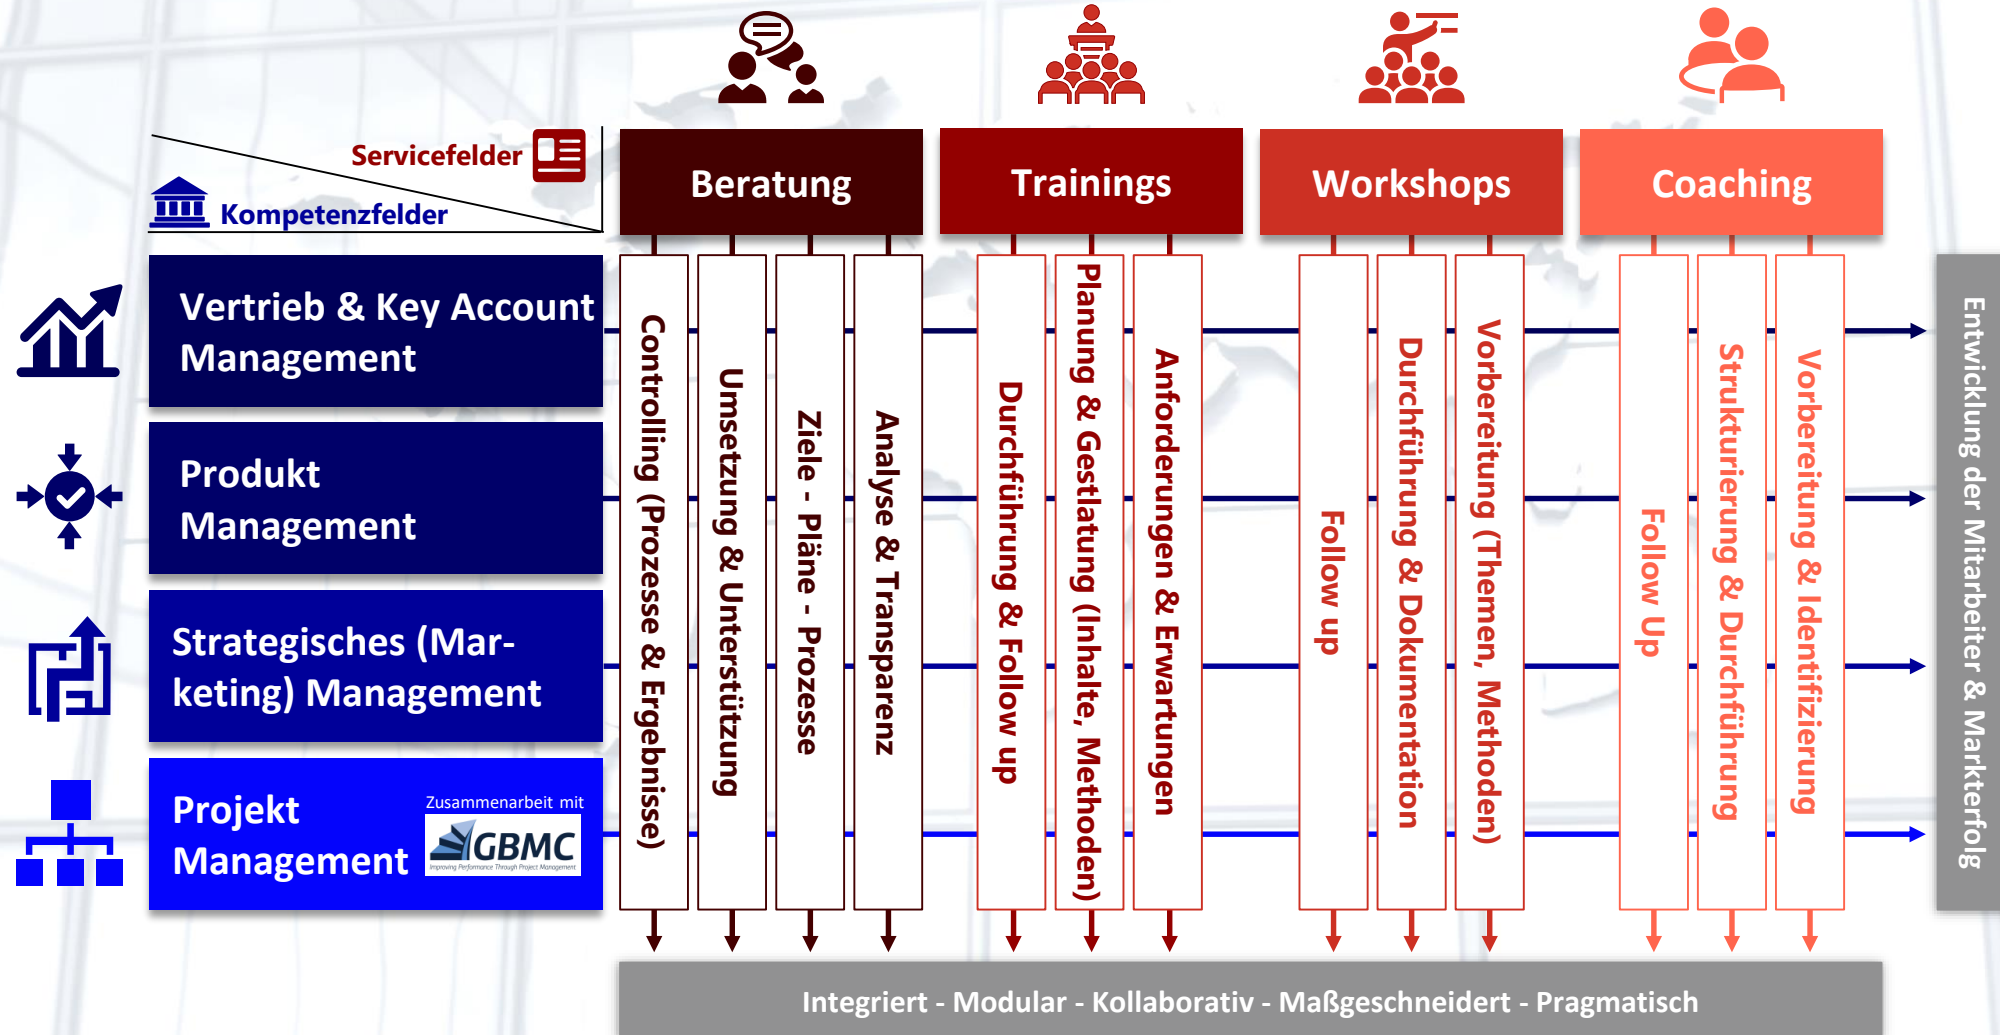 Servicefelder
Kompetenzfelder
Beratung
Trainings
Workshops
Coaching
Vertrieb & Key Account
Management
Produkt
Management
Strategisches (Mar-
keting) Management
Projekt
Management
Zusammenarbeit mit
GBMC
Improving Performance Through Project Management
Controlling (Prozesse & Ergebnisse)
Umsetzung & Unterstützung
Ziele - Pläne - Prozesse
Analyse & Transparenz
Durchführung & Follow up
Planung & Gestlatung (Inhalte, Methoden)
Anforderungen & Erwartungen
Follow up
Durchführung & Dokumentation
Vorbereitung (Themen, Methoden)
Follow Up
Strukturierung & Durchführung
Vorbereitung & Identifizierung
Entwicklung der Mitarbeiter & Markterfolg
Integriert - Modular - Kollaborativ - Maßgeschneidert - Pragmatisch